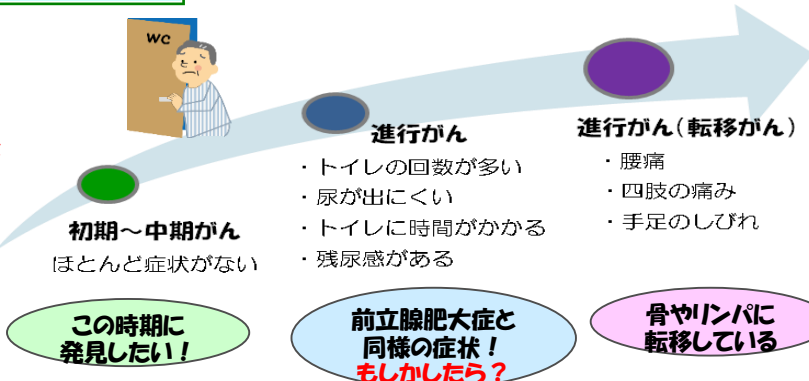 WC
初期～中期がん
ほとんど症状がない
この時期に
発見したい！
進行がん
・トイレの回数が多い
・尿が出にくい
・トイレに時間がかかる
・残尿感がある
前立腺肥大症と
同様の症状！
もしかしたら？
進行がん（転移がん）
・腰痛
・四肢の痛み
・手足のしびれ
骨やリンパに
転移している